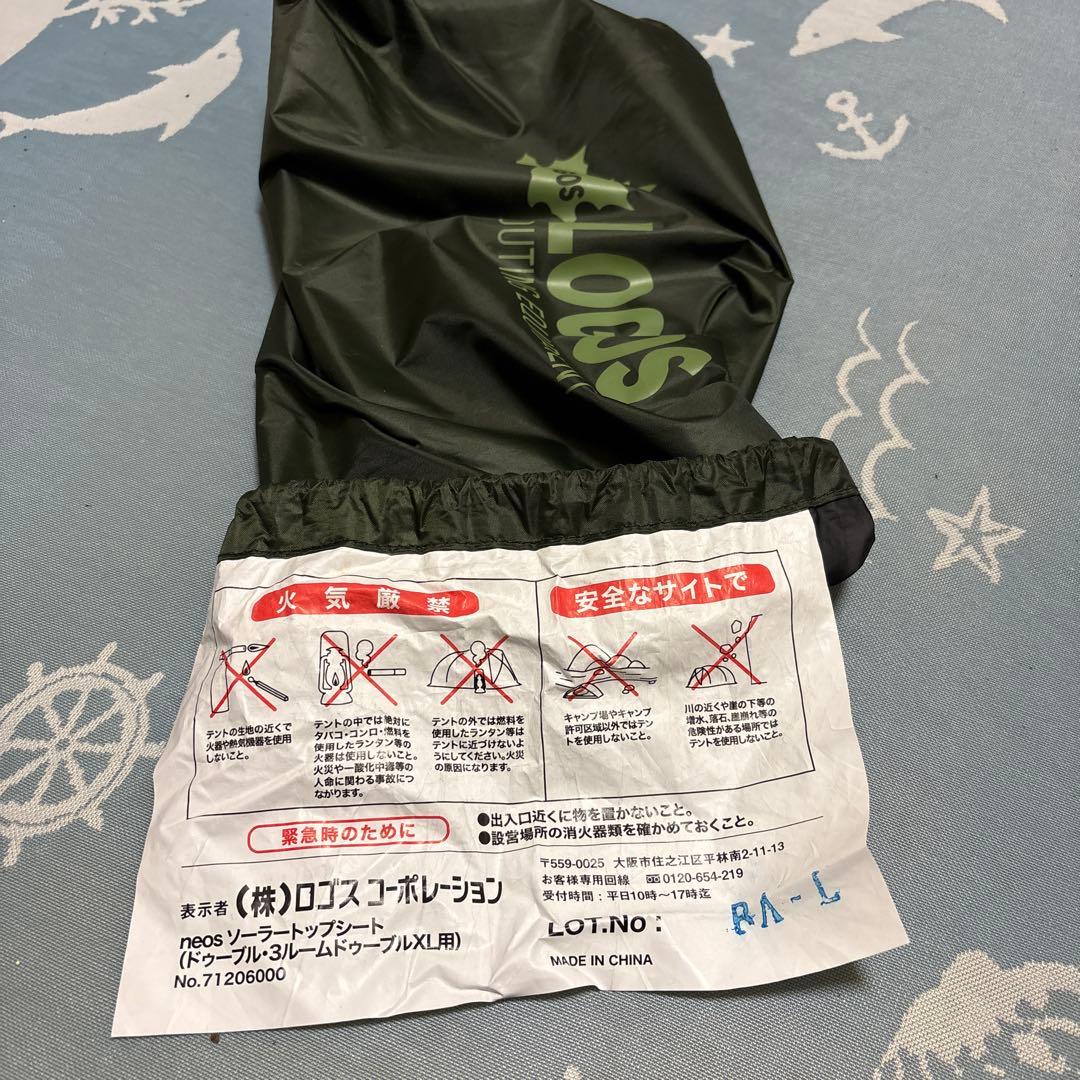 LOGOS
OUTING EQUIPMENT
火気厳禁
安全なサイトで
テントの生地の近くで
火器や熱気機器を使用
しないこと。
テントの中では絶対に
タバコ・コンロ・燃料を
使用したランタン等の
火器は使用しないこと。
火災や一酸化中毒等の
人命に関わる事故につ
ながります。
テントの外では燃料を
使用したランタン等は
テントに近づけないよ
うにしてください。火災
の原因になります。
キャンプ場やキャンプ
許可区域以外ではテン
トを使用しないこと。
川の近くや崖の下等の
増水、落石、崖崩れ等の
危険性がある場所では
テントを使用しないこと。
緊急時のために
●出入口近くに物を置かないこと。
●設営場所の消火器類を確かめておくこと。
表示者 (株)ロゴス コーポレーション
neos ソーラートップシート
(ドゥーブル・3ルームドゥーブルXL用)
No.71206000
〒559-0025 大阪市住之江区平林南2-11-13
お客様専用回線 0120-654-219
受付時間：平日10時〜17時迄
LOT.No : BA-L
MADE IN CHINA